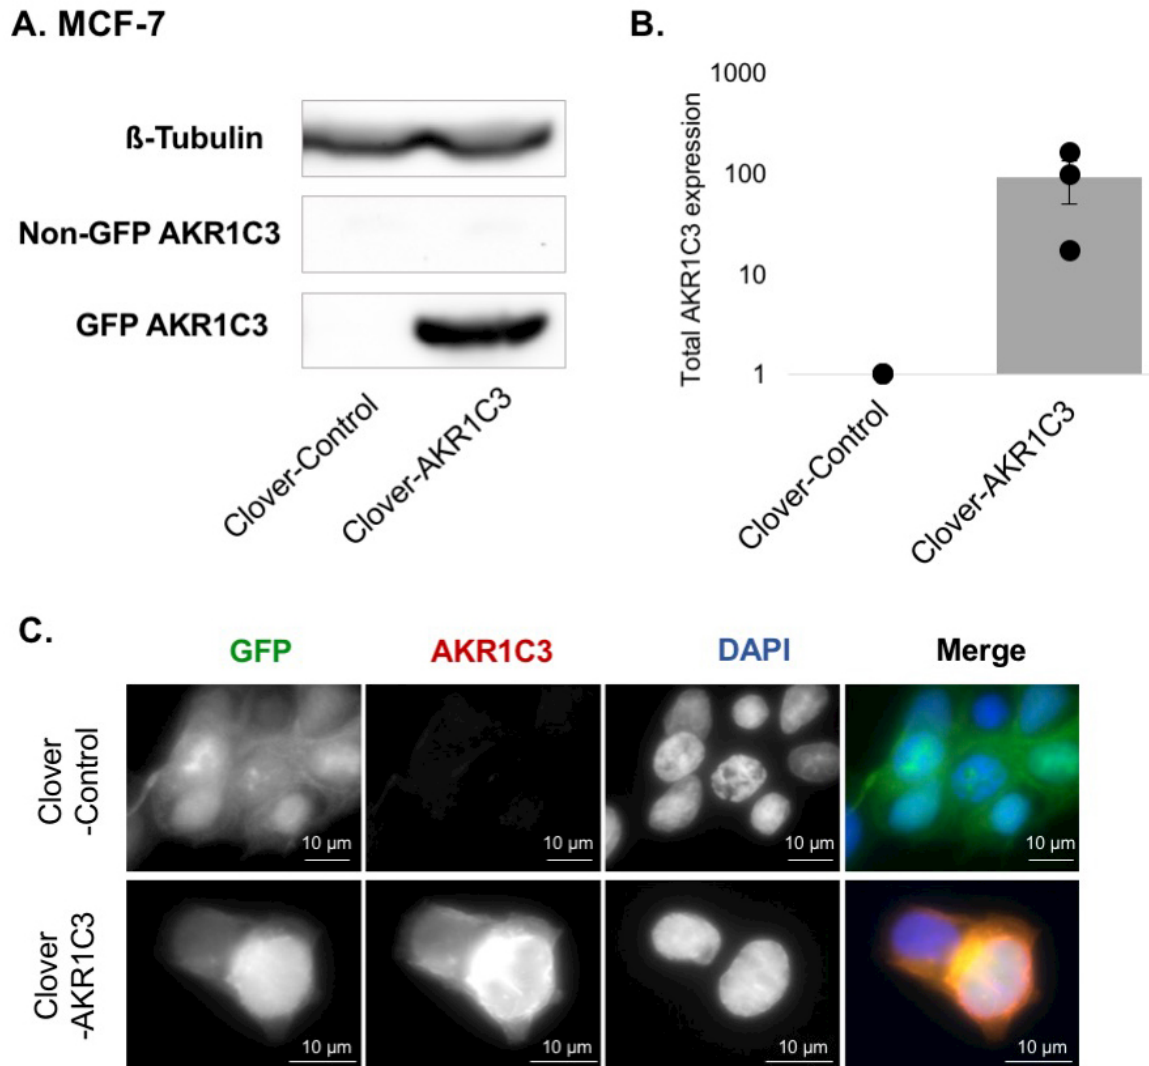 A. MCF-7
ß-Tubulin
Non-GFP AKR1C3
GFP AKR1C3
Clover-Control
Clover-AKR1C3
B.
Total AKR1C3 expression
1000
100
10
1
Clover-Control
Clover-AKR1C3
C.
GFP
AKR1C3
DAPI
Merge
Clover
-Control
10 µm
10 µm
10 µm
10 µm
Clover
-AKR1C3
10 µm
10 µm
10 µm
10 µm